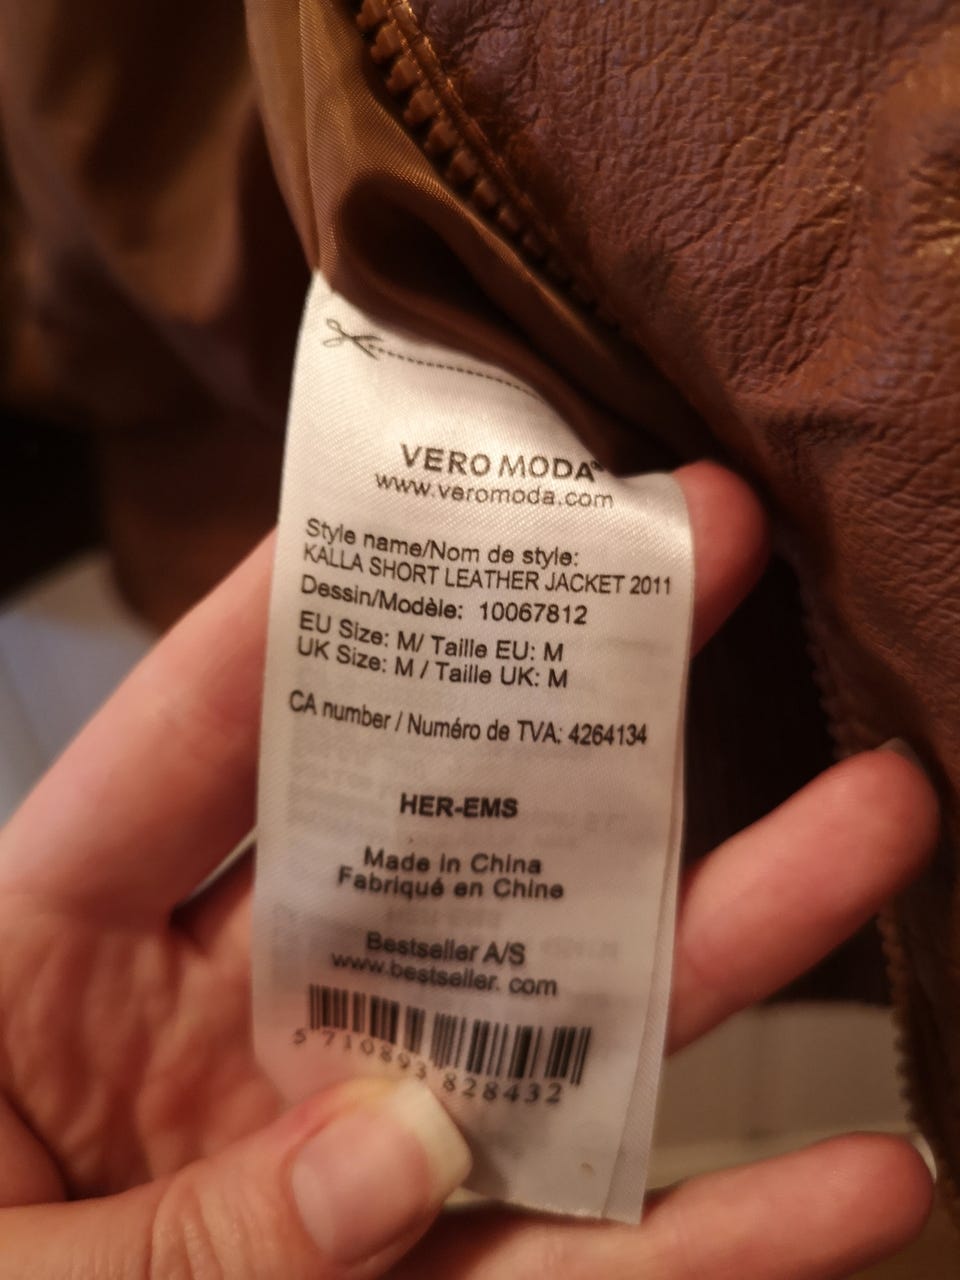 VERO MODA®
www.veromoda.com
Style name/Nom de style:
KALLA SHORT LEATHER JACKET 2011
Dessin/Modèle: 10067812
EU Size: M/ Taille EU: M
UK Size: M / Taille UK: M
CA number / Numéro de TVA: 4264134
HER-EMS
Made in China
Fabriqué en Chine
Bestseller A/S
www.bestseller. com
5 710893 828432